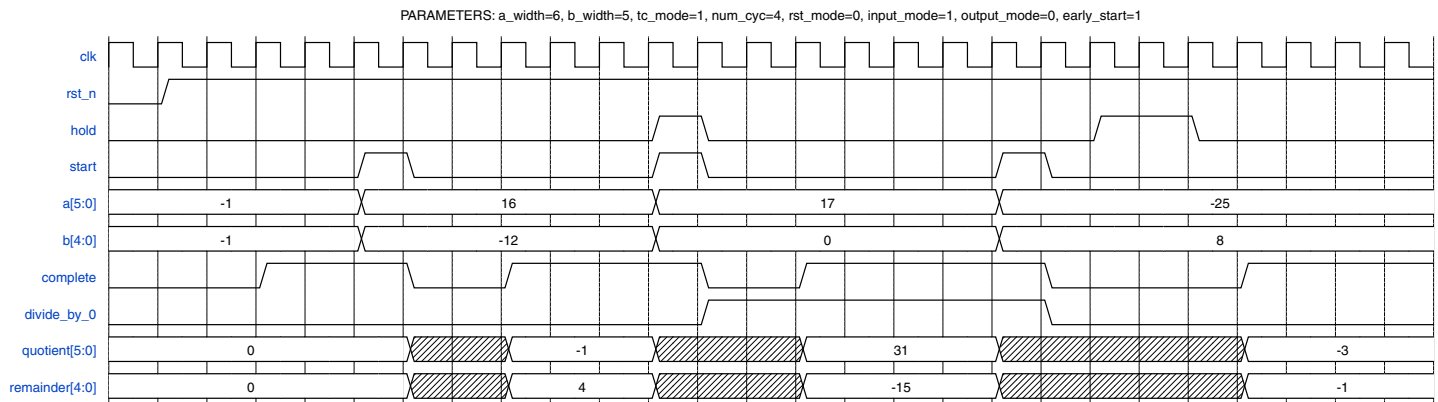 PARAMETERS: a_width=6, b_width=5, tc_mode=1, num_cyc=4, rst_mode=0, input_mode=1, output_mode=0, early_start=1
clk
rst_n
hold
start
a[5:0] -1 16 17 -25
b[4:0] -1 -12 0 8
complete
divide_by_0
quotient[5:0] 0 -1 31 -3
remainder[4:0] 0 4 -15 -1